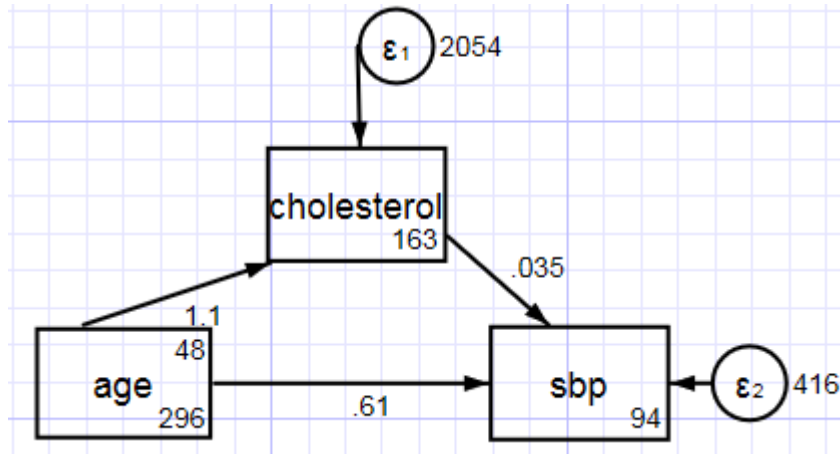 ε1 2054
cholesterol
163
.035
1.1
48
age
296
.61
sbp
94
ε2 416